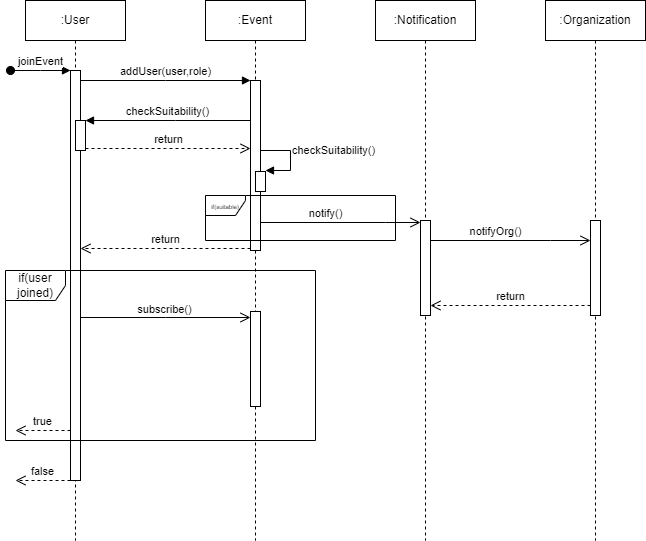 :User
:Event
:Notification
:Organization
joinEvent
addUser(user,role)
checkSuitability()
return
checkSuitability()
if(suitable)
notify()
notifyOrg()
return
if(user
joined)
return
subscribe()
true
false